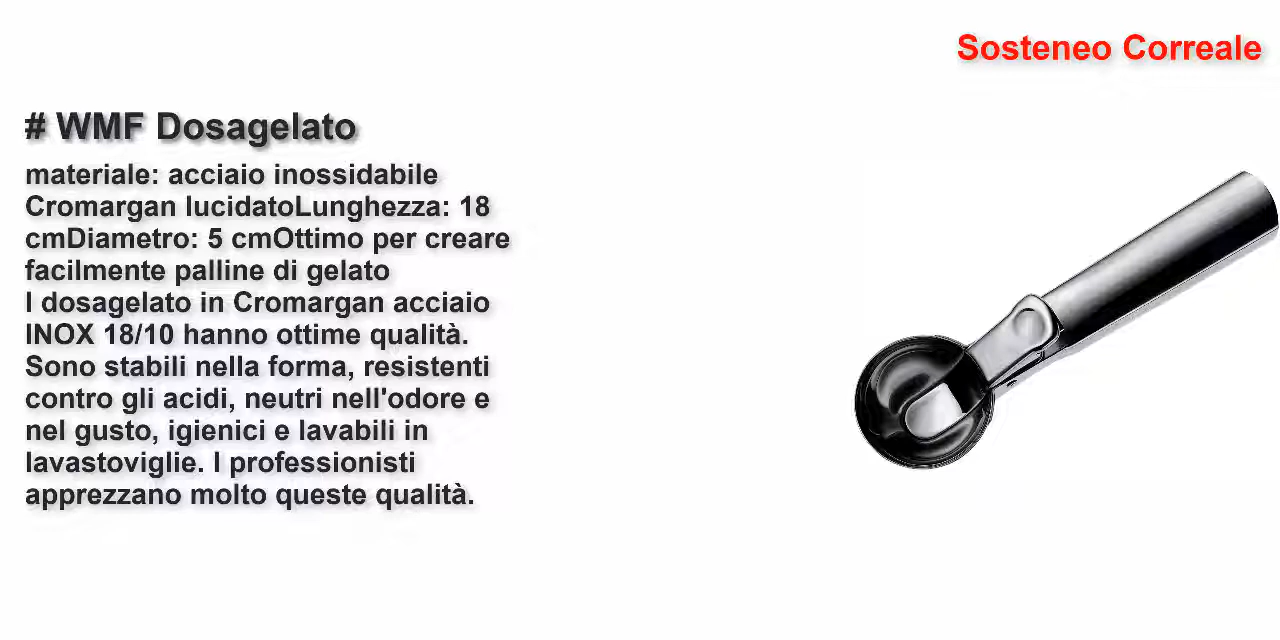 Sosteneo Correale
# WMF Dosagelato
materiale: acciaio inossidabile
Cromargan lucidatoLunghezza: 18
cmDiametro: 5 cmOttimo per creare
facilmente palline di gelato
I dosagelato in Cromargan acciaio
INOX 18/10 hanno ottime qualità.
Sono stabili nella forma, resistenti
contro gli acidi, neutri nell'odore e
nel gusto, igienici e lavabili in
lavastoviglie. I professionisti
apprezzano molto queste qualità.